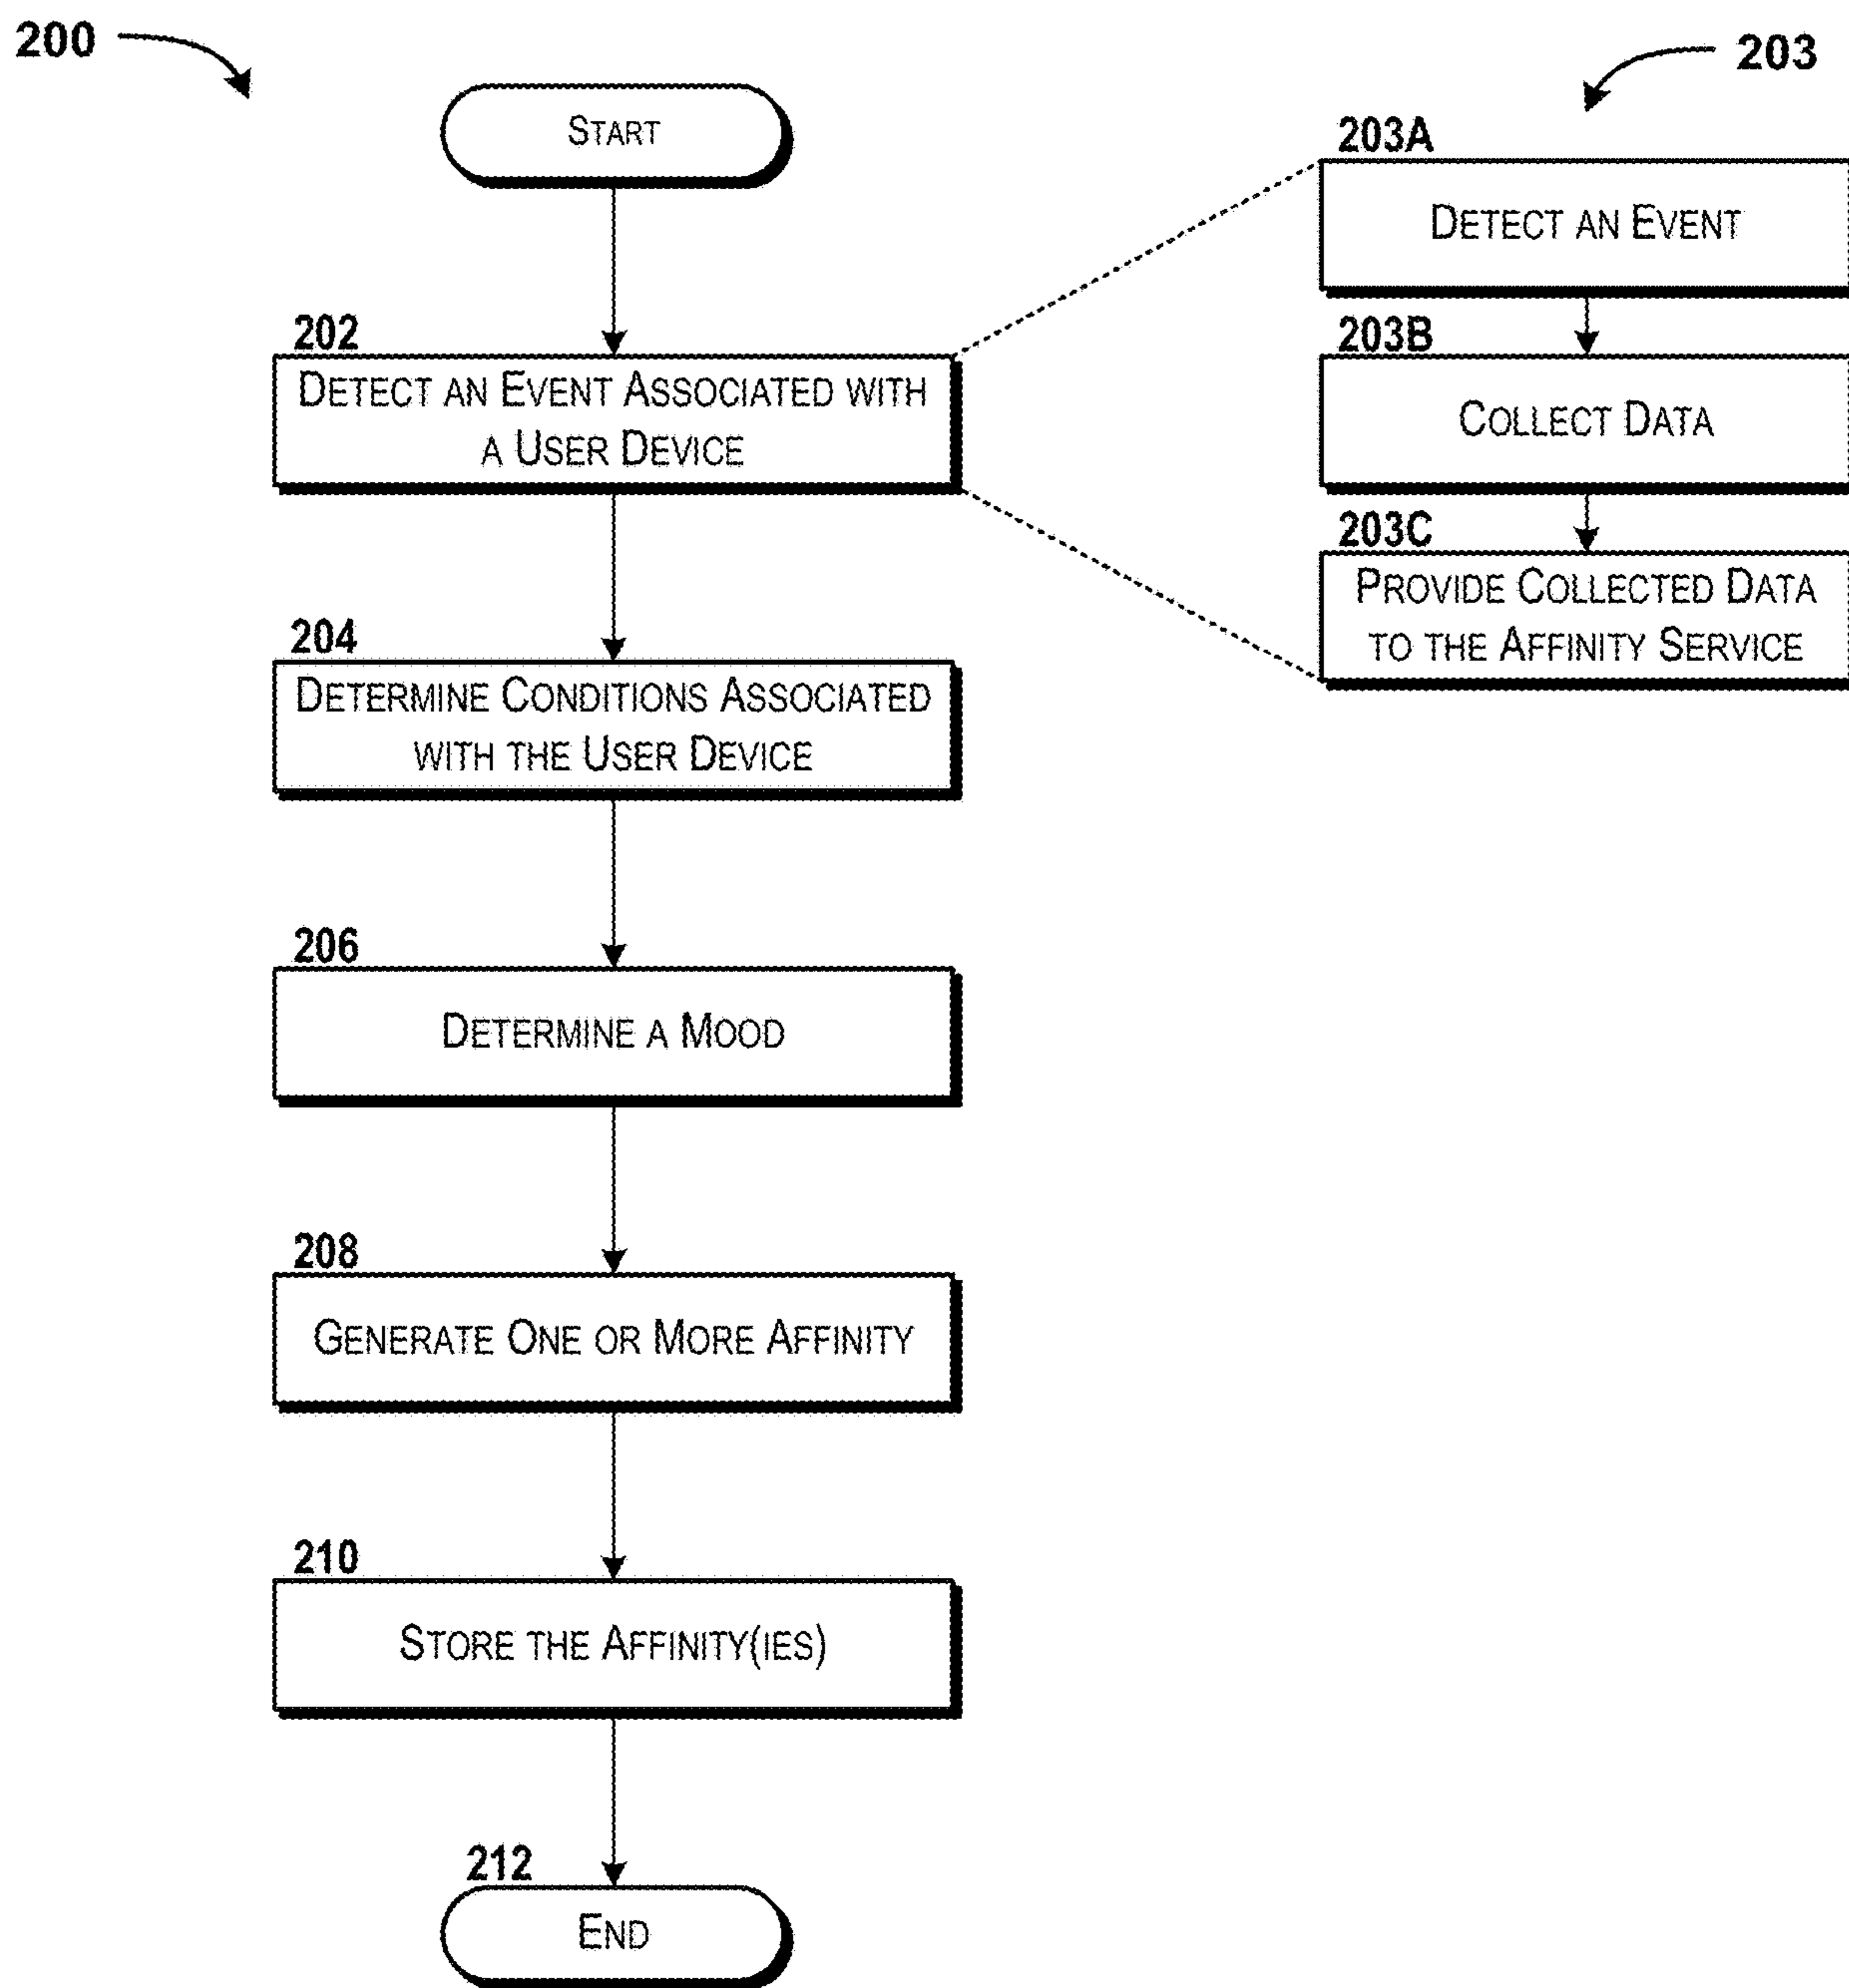 200
START
202
DETECT AN EVENT ASSOCIATED WITH
A USER DEVICE
204
DETERMINE CONDITIONS ASSOCIATED
WITH THE USER DEVICE
206
DETERMINE A MOOD
208
GENERATE ONE OR MORE AFFINITY
210
STORE THE AFFINITY(IES)
212
END
203
203A
DETECT AN EVENT
203B
COLLECT DATA
203C
PROVIDE COLLECTED DATA
TO THE AFFINITY SERVICE